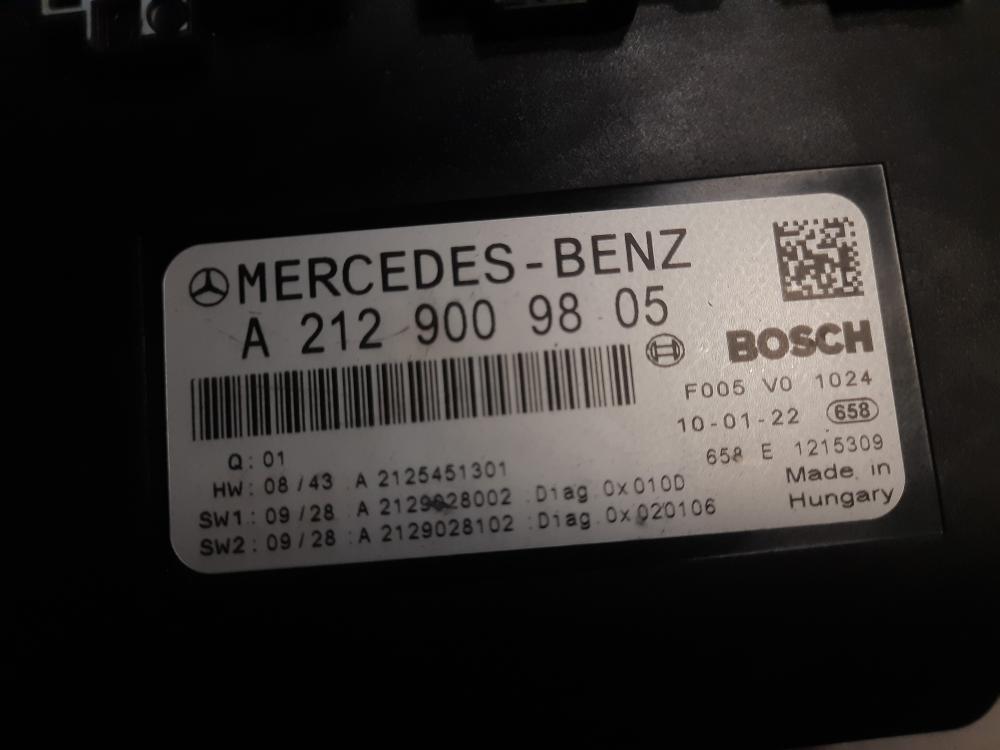 MERCEDES-BENZ
A 212 900 98 05
BOSCH
F005 V0 1024
10-01-22 658
658 E 1215309
Made in
Hungary
Q: 01
HW: 08/43 A 2125451301
SW1: 09/28 A 2129028002 Diag 0x010D
SW2: 09/28 A 2129028102 Diag 0x020106